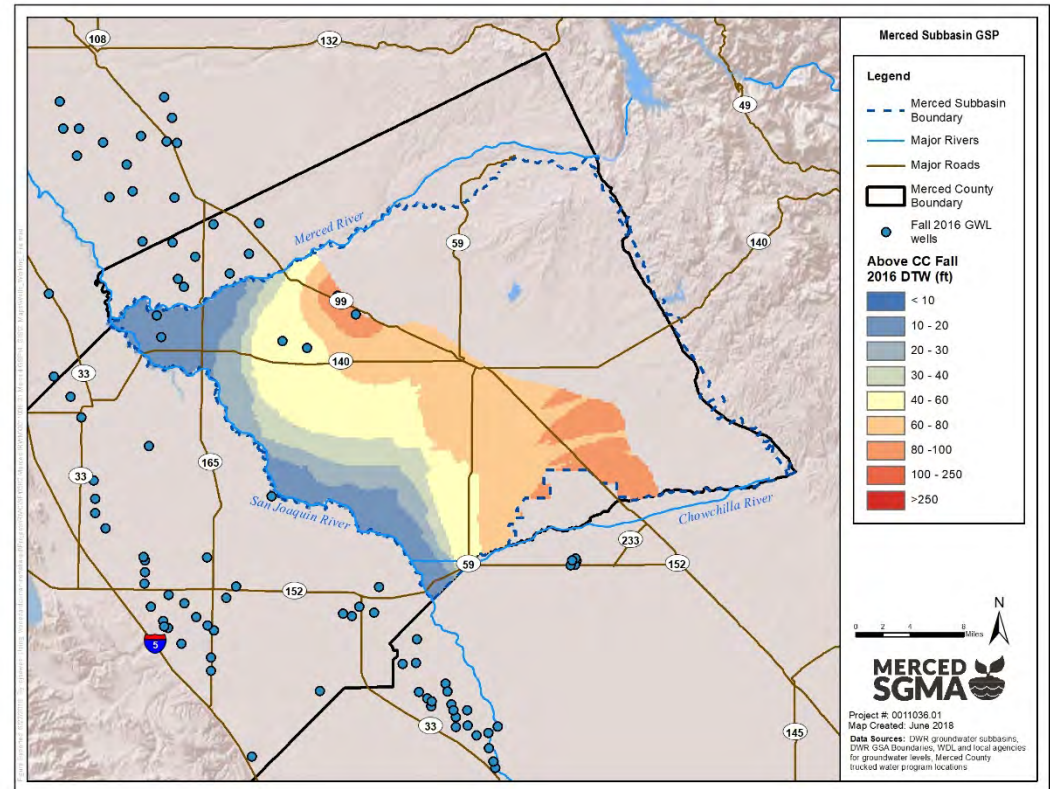 108
132
49
Merced River
59
140
99
140
33
165
33
San Joaquin River
Chowchilla River
233
59
152
152
5
33
145
Merced Subbasin GSP
Legend
Merced Subbasin
Boundary
Major Rivers
Major Roads
Merced County
Boundary
Fall 2016 GWL
wells
Above CC Fall
2016 DTW (ft)
< 10
10 - 20
20 - 30
30 - 40
40 - 60
60 - 80
80 -100
100 - 250
>250
N
0 2 4 8
Miles
MERCED
SGMA
Project #: 0011036.01
Map Created: June 2018
Data Sources: DWR groundwater subbasins,
DWR GSA Boundaries, WDL and local agencies
for groundwater levels, Merced County
trucked water program locations